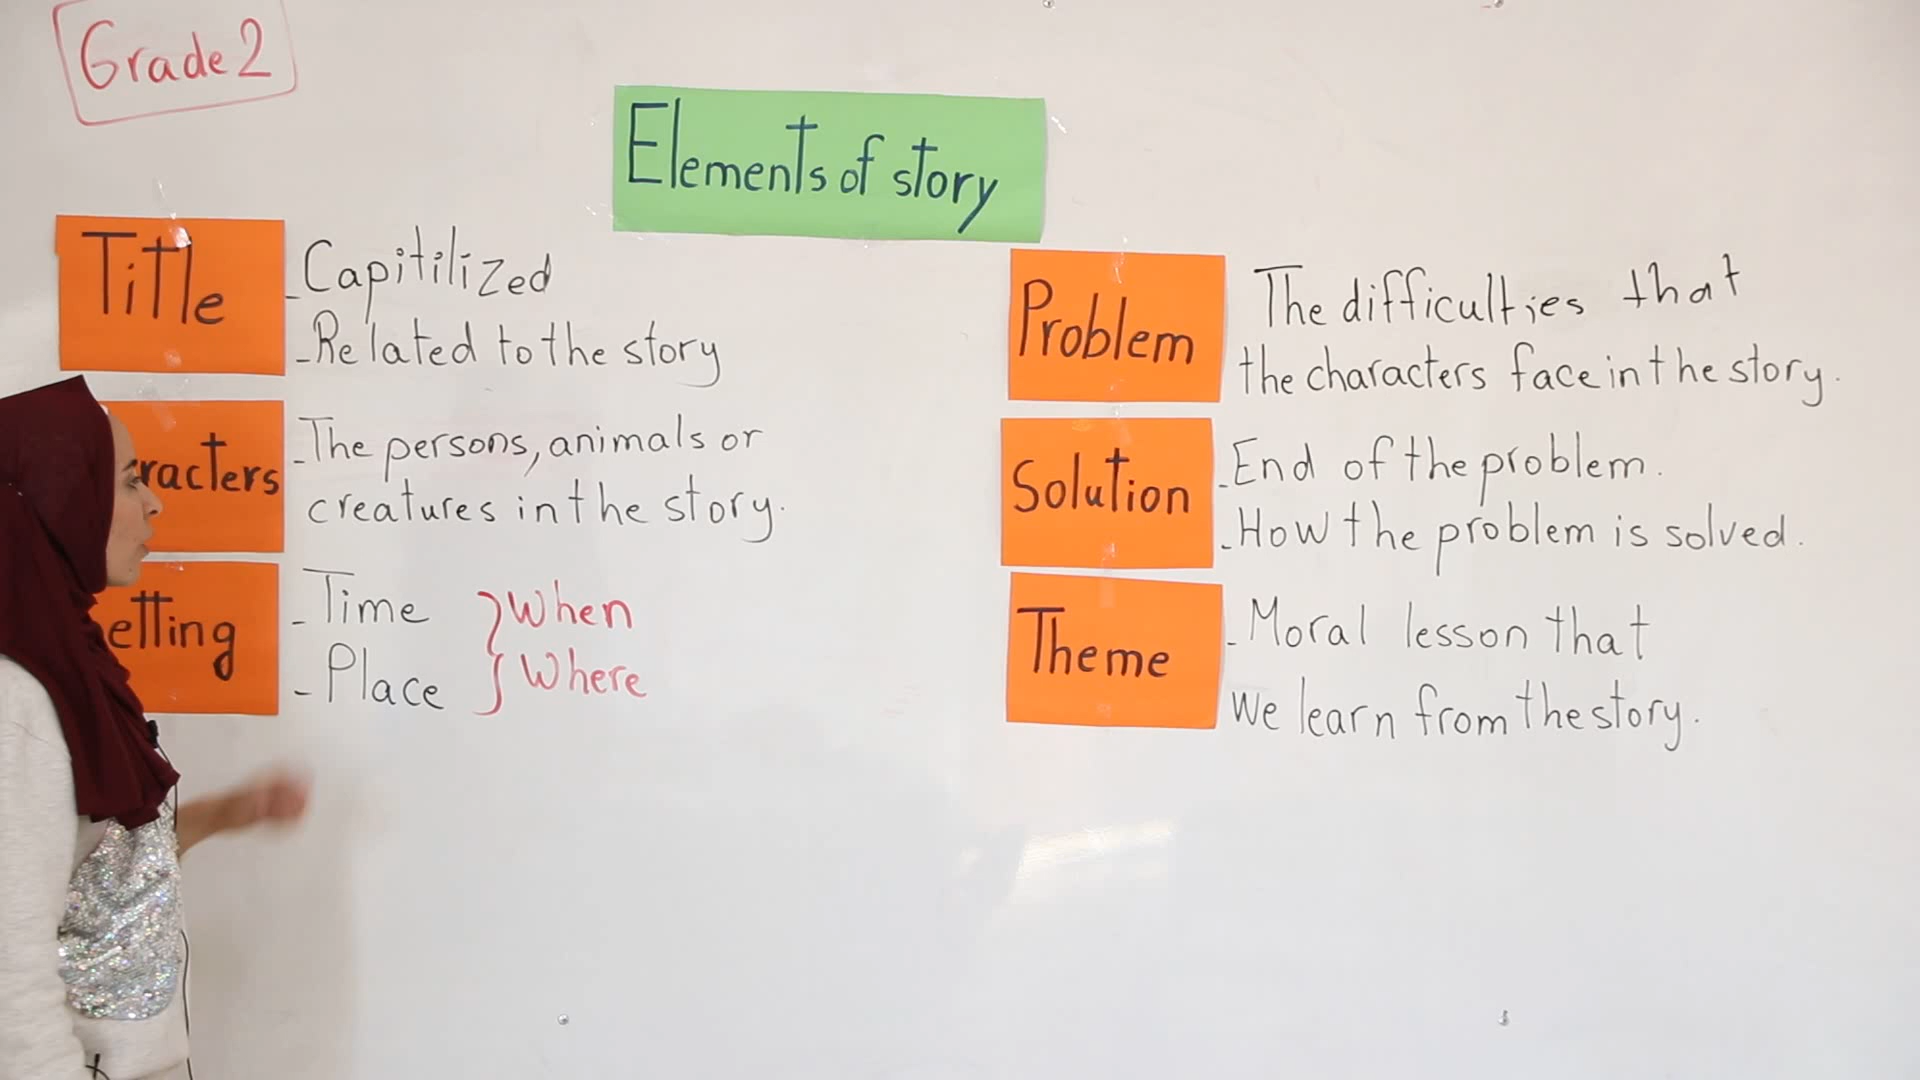 Grade 2
Elements of story
Title
- Capitilized
- Related to the story
racters
- The persons, animals or
creatures in the story.
etting
- Time
- Place
When
Where
Problem
The difficulties that
the characters face in the story.
Solution
- End of the problem.
- How the problem is solved.
Theme
- Moral lesson that
we learn from the story.